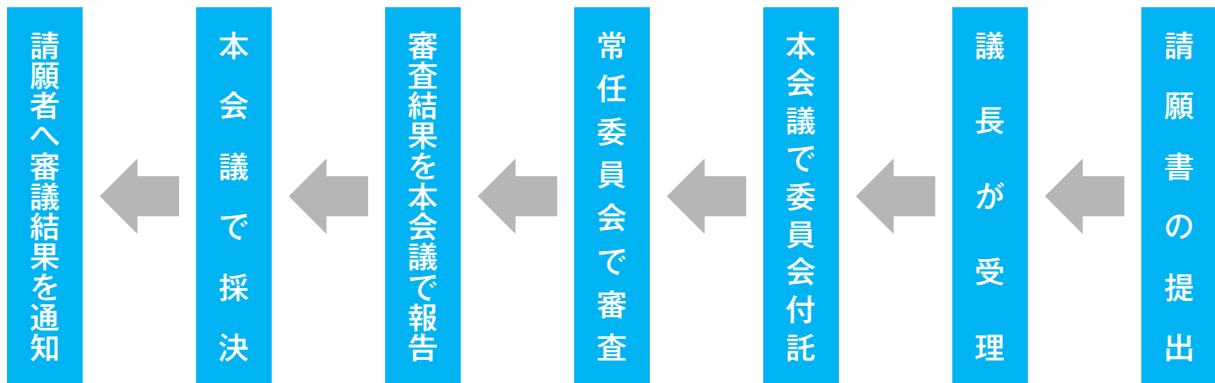 請願書の提出
議長が受理
本会議で委員会付託
常任委員会で審査
審査結果を本会議で報告
本会議で採決
請願者へ審議結果を通知